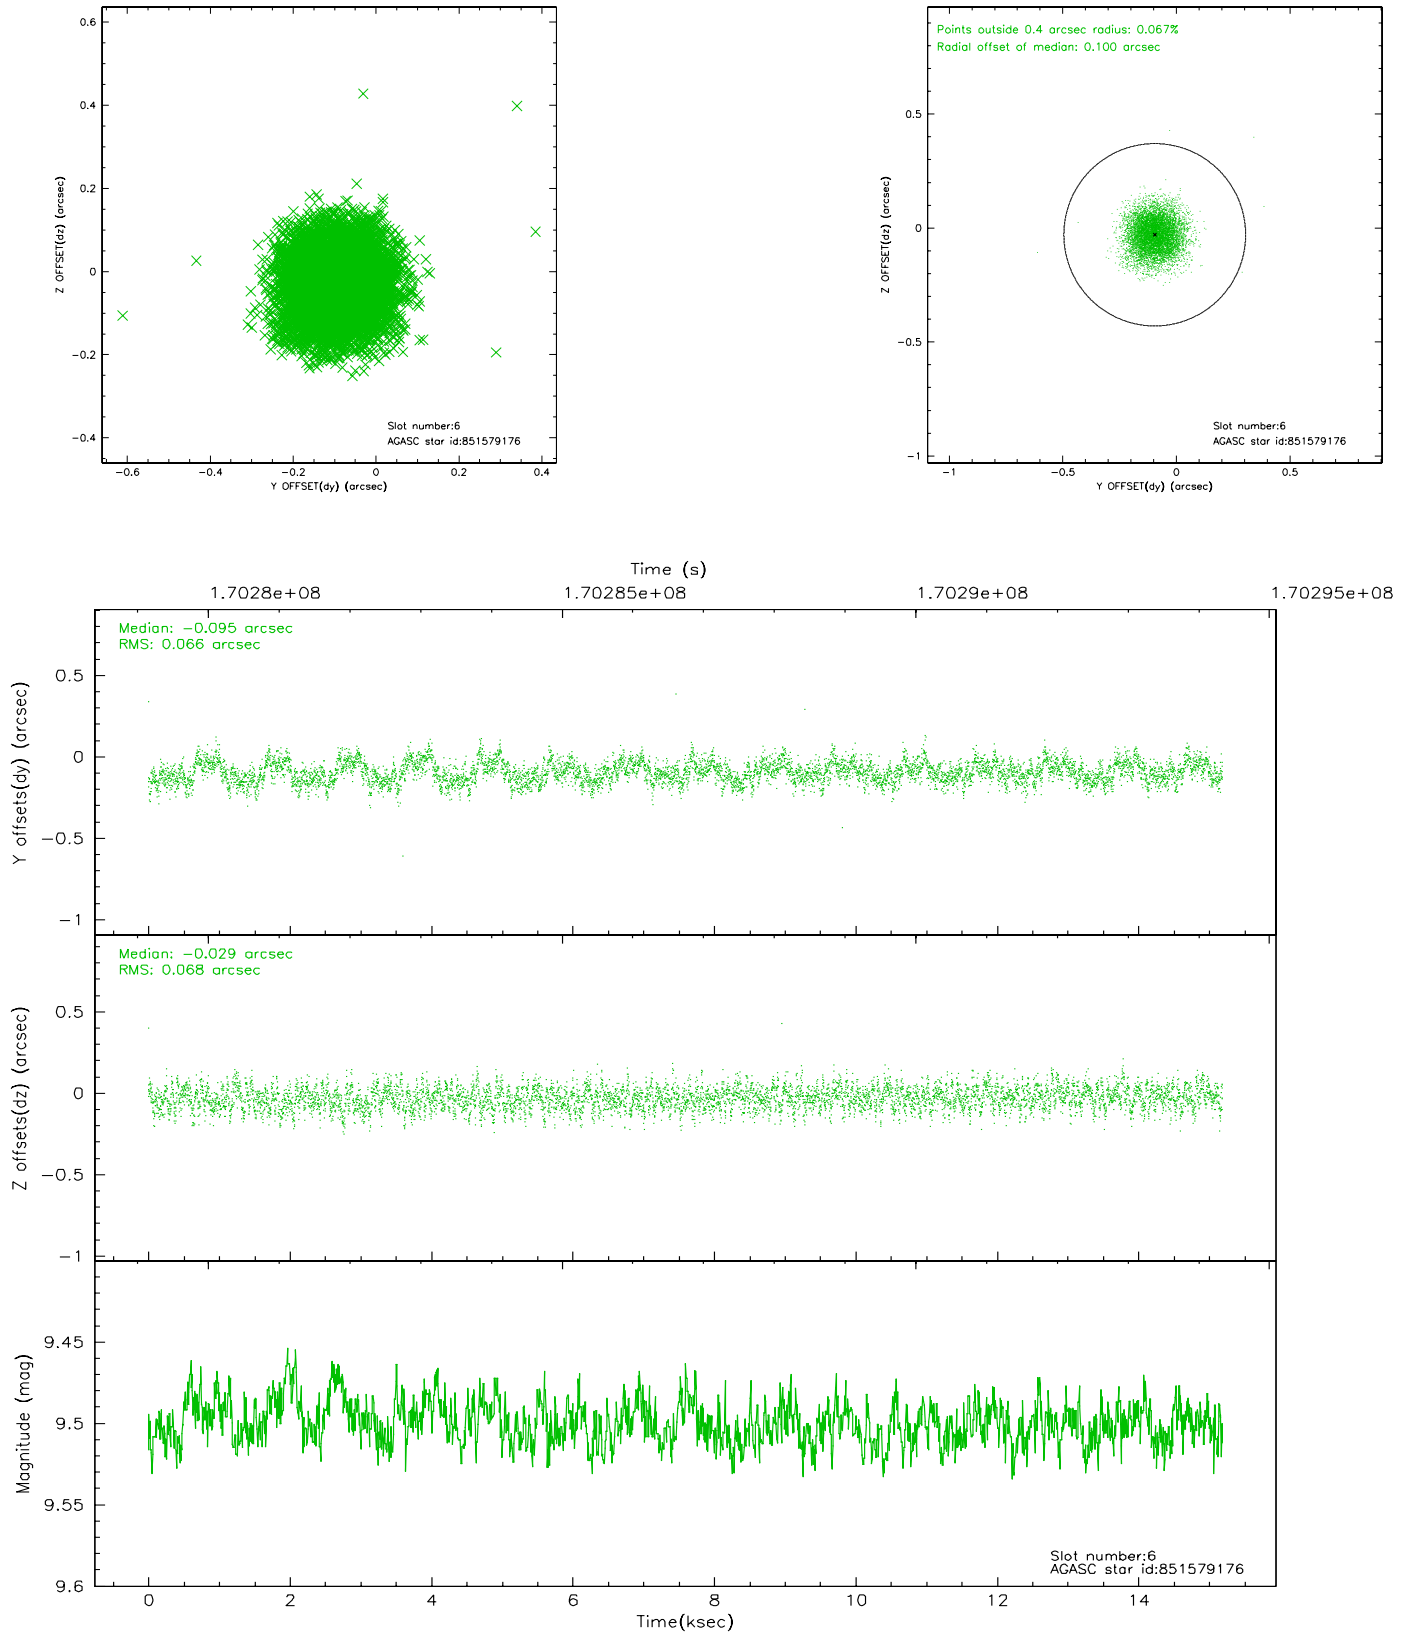 0.6
0.4
0.2
0
−0.2
−0.4
Z OFFSET(dz) (arcsec)
Slot number:6
AGASC star id:851579176
−0.6 −0.4 −0.2 0 0.2 0.4
Y OFFSET(dy) (arcsec)
Points outside 0.4 arcsec radius: 0.067%
Radial offset of median: 0.100 arcsec
0.5
0
−0.5
−1
Z OFFSET(dz) (arcsec)
Slot number:6
AGASC star id:851579176
−1 −0.5 0 0.5
Y OFFSET(dy) (arcsec)
Time (s)
1.7028e+08 1.70285e+08 1.7029e+08 1.70295e+08
Median: −0.095 arcsec
RMS: 0.066 arcsec
0.5
0
−0.5
−1
Y offsets(dy) (arcsec)
Median: −0.029 arcsec
RMS: 0.068 arcsec
0.5
0
−0.5
−1
Z offsets(dz) (arcsec)
9.45
9.5
9.55
9.6
Magnitude (mag)
Slot number:6
AGASC star id:851579176
0 2 4 6 8 10 12 14
Time(ksec)